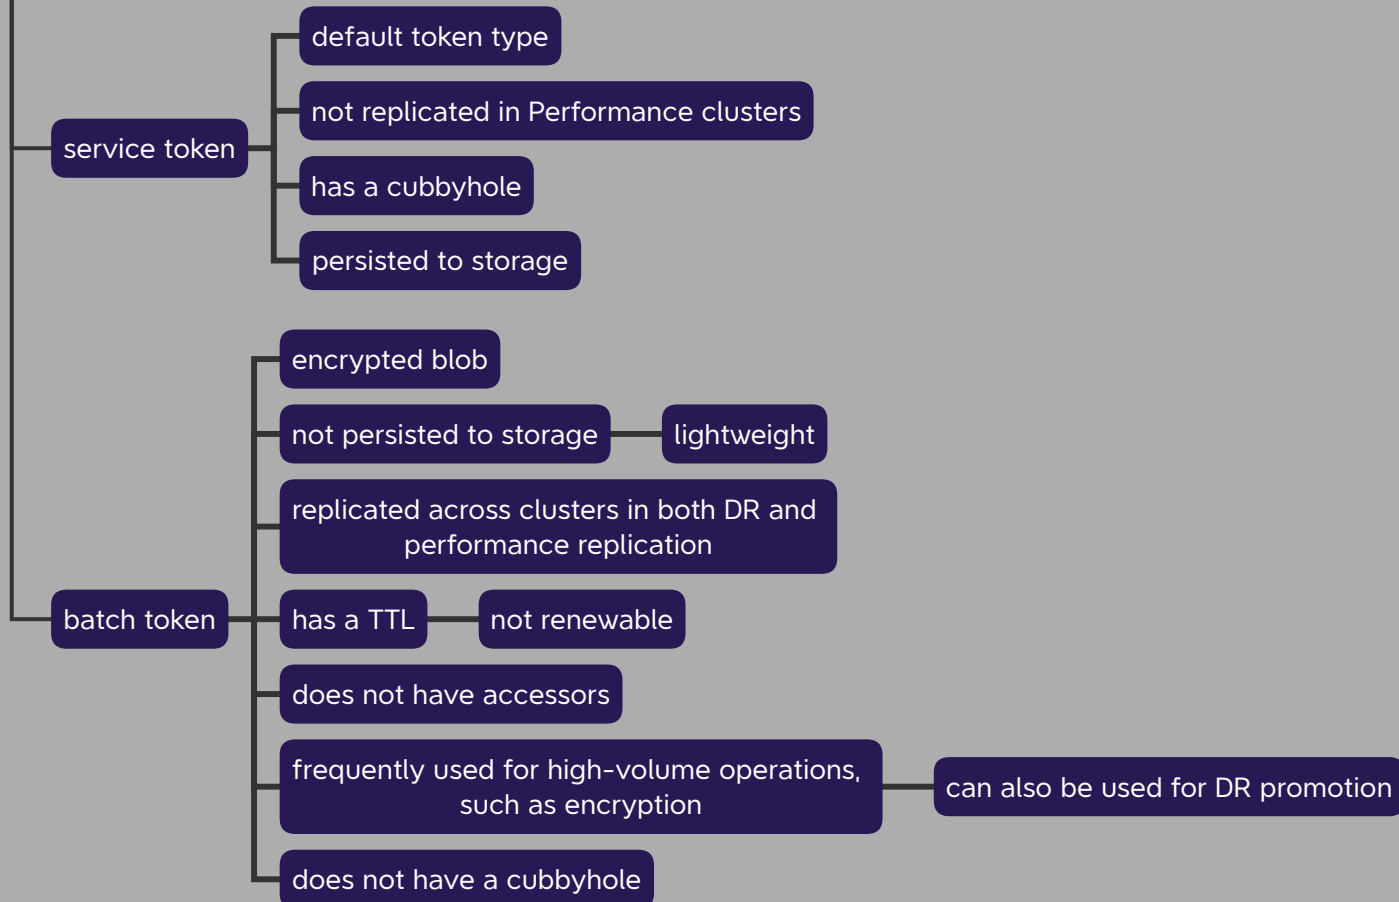 default token type
not replicated in Performance clusters
service token
has a cubbyhole
persisted to storage
encrypted blob
not persisted to storage
lightweight
replicated across clusters in both DR and
performance replication
batch token
has a TTL
not renewable
does not have accessors
frequently used for high-volume operations,
such as encryption
can also be used for DR promotion
does not have a cubbyhole